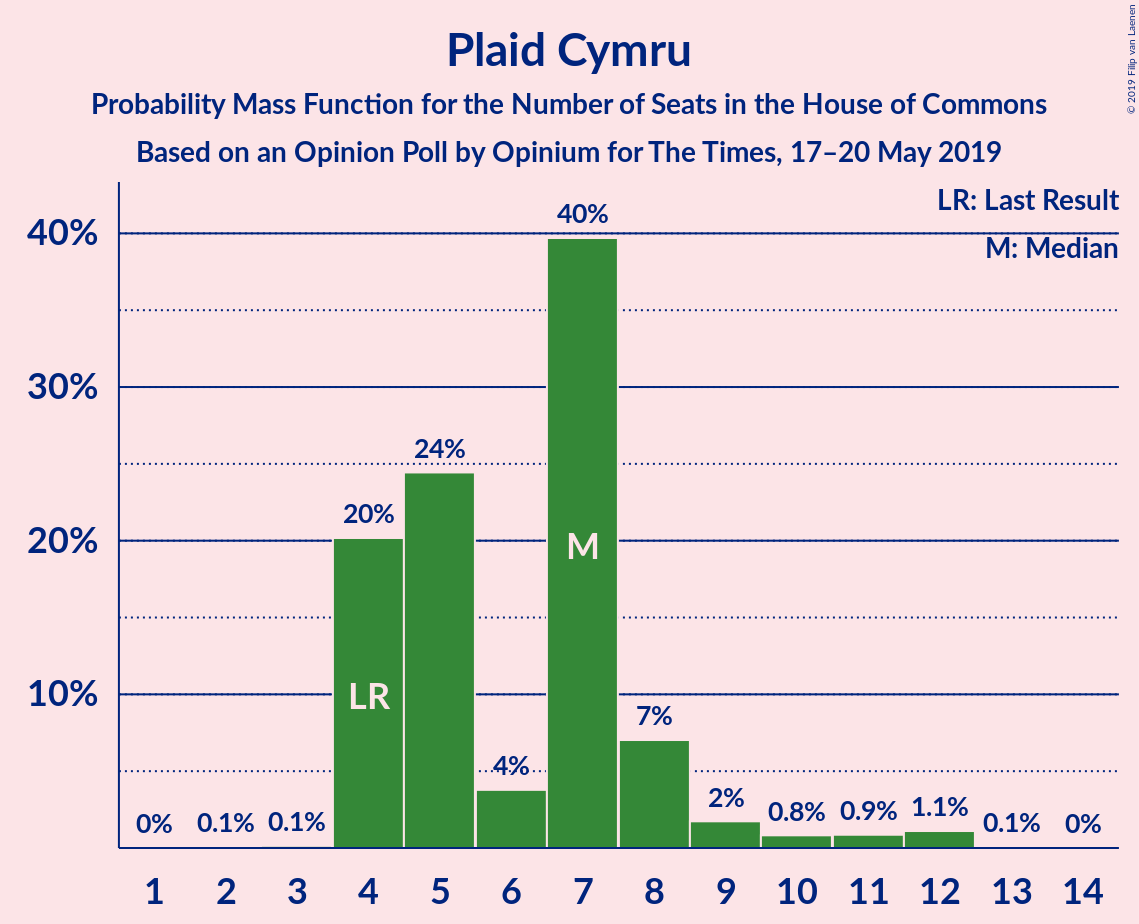 Plaid Cymru
Probability Mass Function for the Number of Seats in the House of Commons
Based on an Opinion Poll by Opinium for The Times, 17–20 May 2019
© 2019 Filip van Laenen
LR: Last Result
M: Median
40%
30%
20%
10%
0%
0.1%
0.1%
20%
24%
4%
40%
7%
2%
0.8%
0.9%
1.1%
0.1%
0%
LR
M
1 2 3 4 5 6 7 8 9 10 11 12 13 14